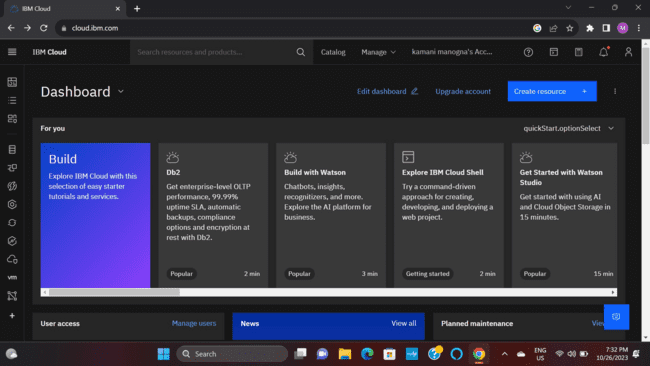 IBM Cloud
cloud.ibm.com
M
IBM Cloud
Search resources and products...
Catalog
Manage
kamani manogna's Acc...
Dashboard
Edit dashboard
Upgrade account
Create resource +
For you
quickStart.optionSelect
Build
Explore IBM Cloud with this
selection of easy starter
tutorials and services.
Db2
Get enterprise-level OLTP
performance, 99.99%
uptime SLA, automatic
backups, compliance
options and encryption at
rest with Db2.
Popular
2 min
Build with Watson
Chatbots, insights,
recognizers, and more.
Explore the AI platform for
business.
Popular
3 min
Explore IBM Cloud Shell
Try a command-driven
approach for creating,
developing, and deploying a
web project.
Getting started
2 min
Get Started with Watson
Studio
Get started with using AI
and Cloud Object Storage in
15 minutes.
Popular
15 min
vm
User access
Manage users
News
View all
Planned maintenance
Search
ENG
US
7:32 PM
10/26/2023